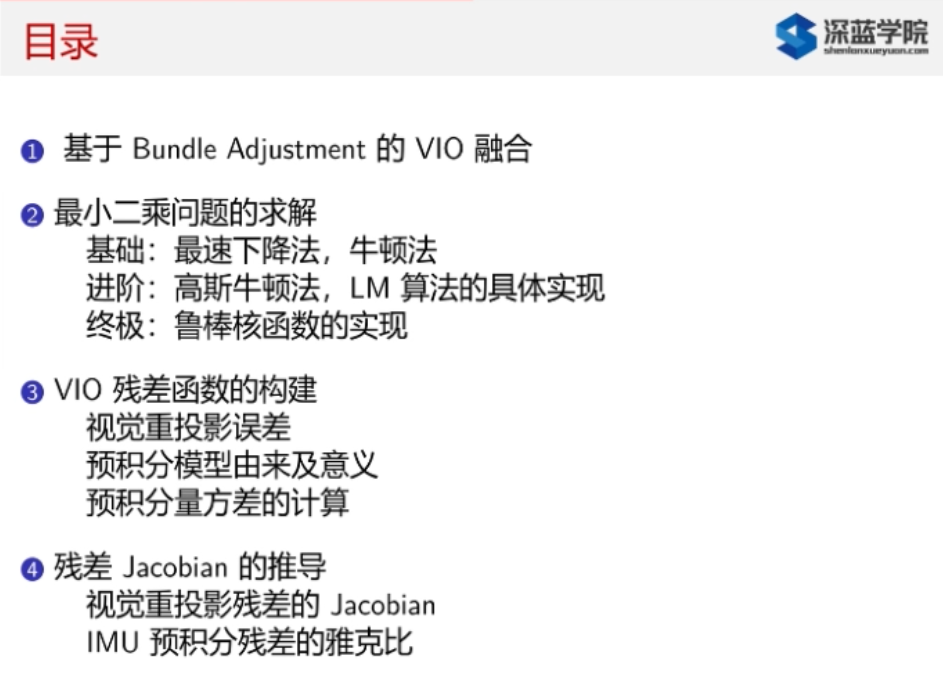 目录
深蓝学院
shenlanxueyuan.com
1 基于 Bundle Adjustment 的 VIO 融合
2 最小二乘问题的求解
基础：最速下降法，牛顿法
进阶：高斯牛顿法，LM 算法的具体实现
终极：鲁棒核函数的实现
3 VIO 残差函数的构建
视觉重投影误差
预积分模型由来及意义
预积分量方差的计算
4 残差 Jacobian 的推导
视觉重投影残差的 Jacobian
IMU 预积分残差的雅克比